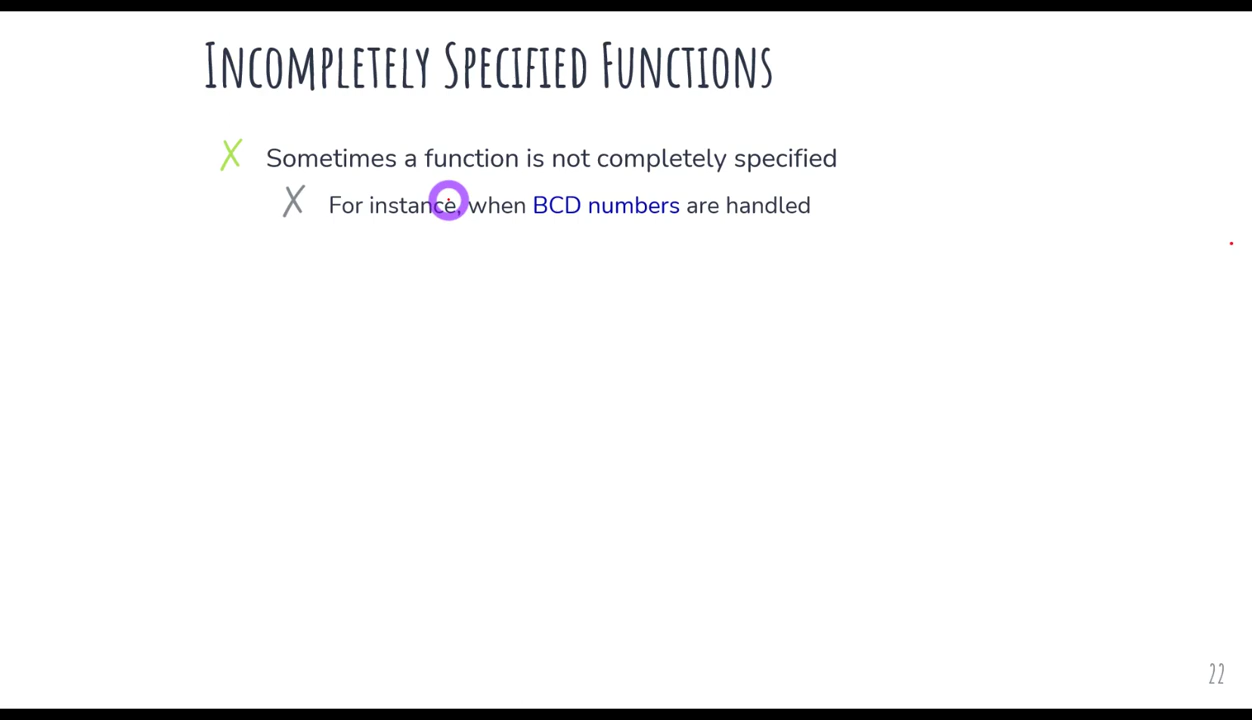 Incompletely Specified Functions
Sometimes a function is not completely specified
For instance, when BCD numbers are handled
22